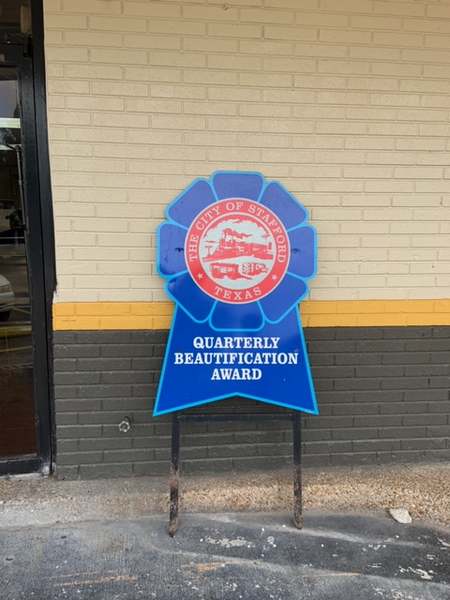 THE CITY OF STAFFORD
TEXAS
QUARTERLY
BEAUTIFICATION
AWARD